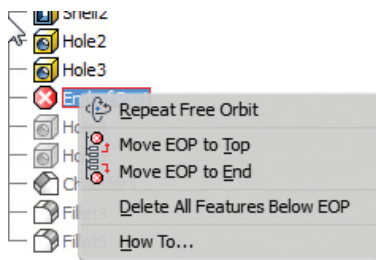 Shell2
Hole2
Hole3
Repeat Free Orbit
Move EOP to Top
Move EOP to End
Delete All Features Below EOP
How To...